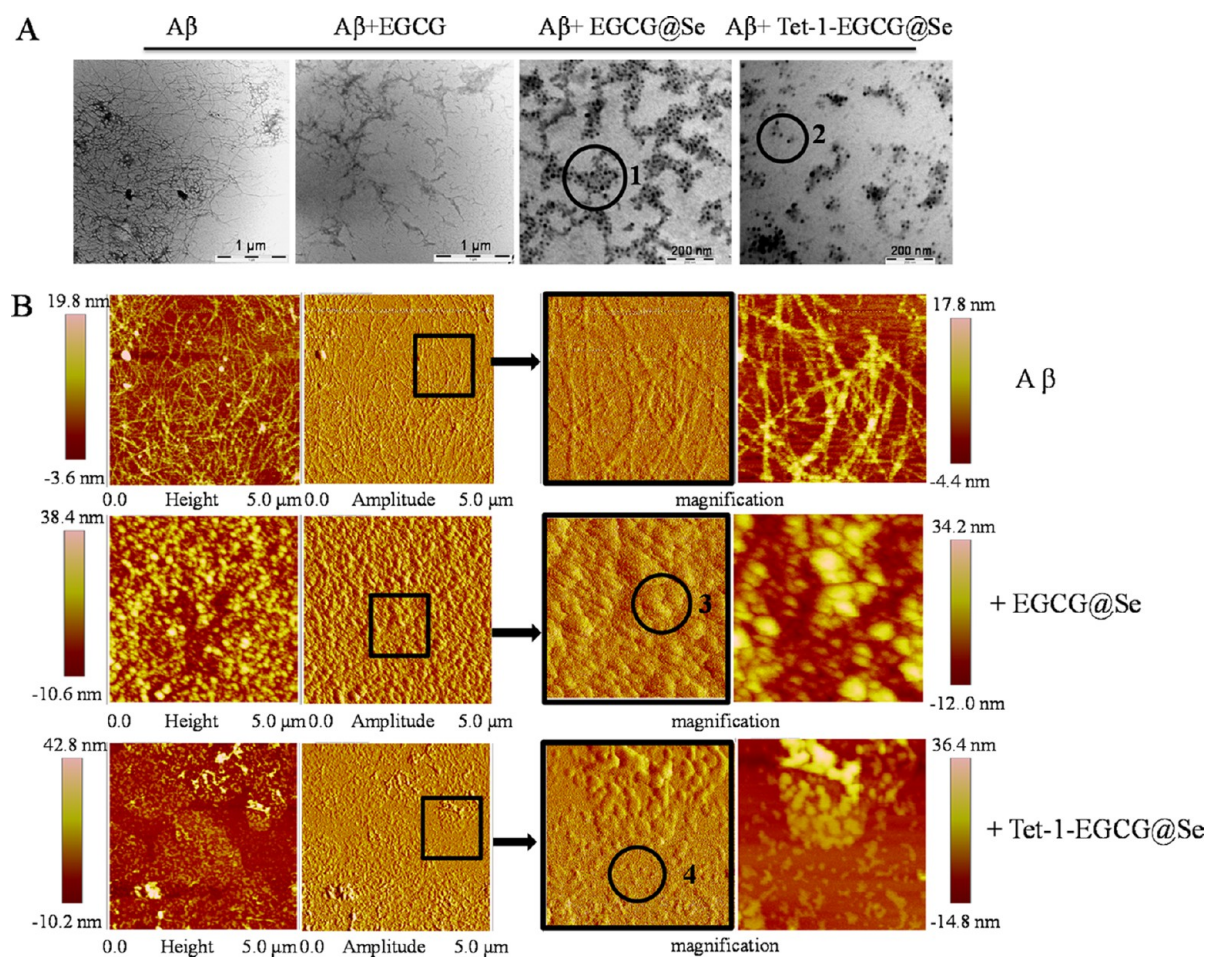 A
Aβ Aβ+EGCG Aβ+ EGCG@Se Aβ+ Tet-1-EGCG@Se
1 2
1 μm 1 μm 200 nm 200 nm
B
19.8 nm 17.8 nm
A β
-3.6 nm -4.4 nm
0.0 Height 5.0 μm 0.0 Amplitude 5.0 μm magnification
38.4 nm 34.2 nm
3
+ EGCG@Se
-10.6 nm -12..0 nm
0.0 Height 5.0 μm 0.0 Amplitude 5.0 μm magnification
42.8 nm 36.4 nm
+ Tet-1-EGCG@Se
4
-10.2 nm -14.8 nm
0.0 Height 5.0 μm 0.0 Amplitude 5.0 μm magnification